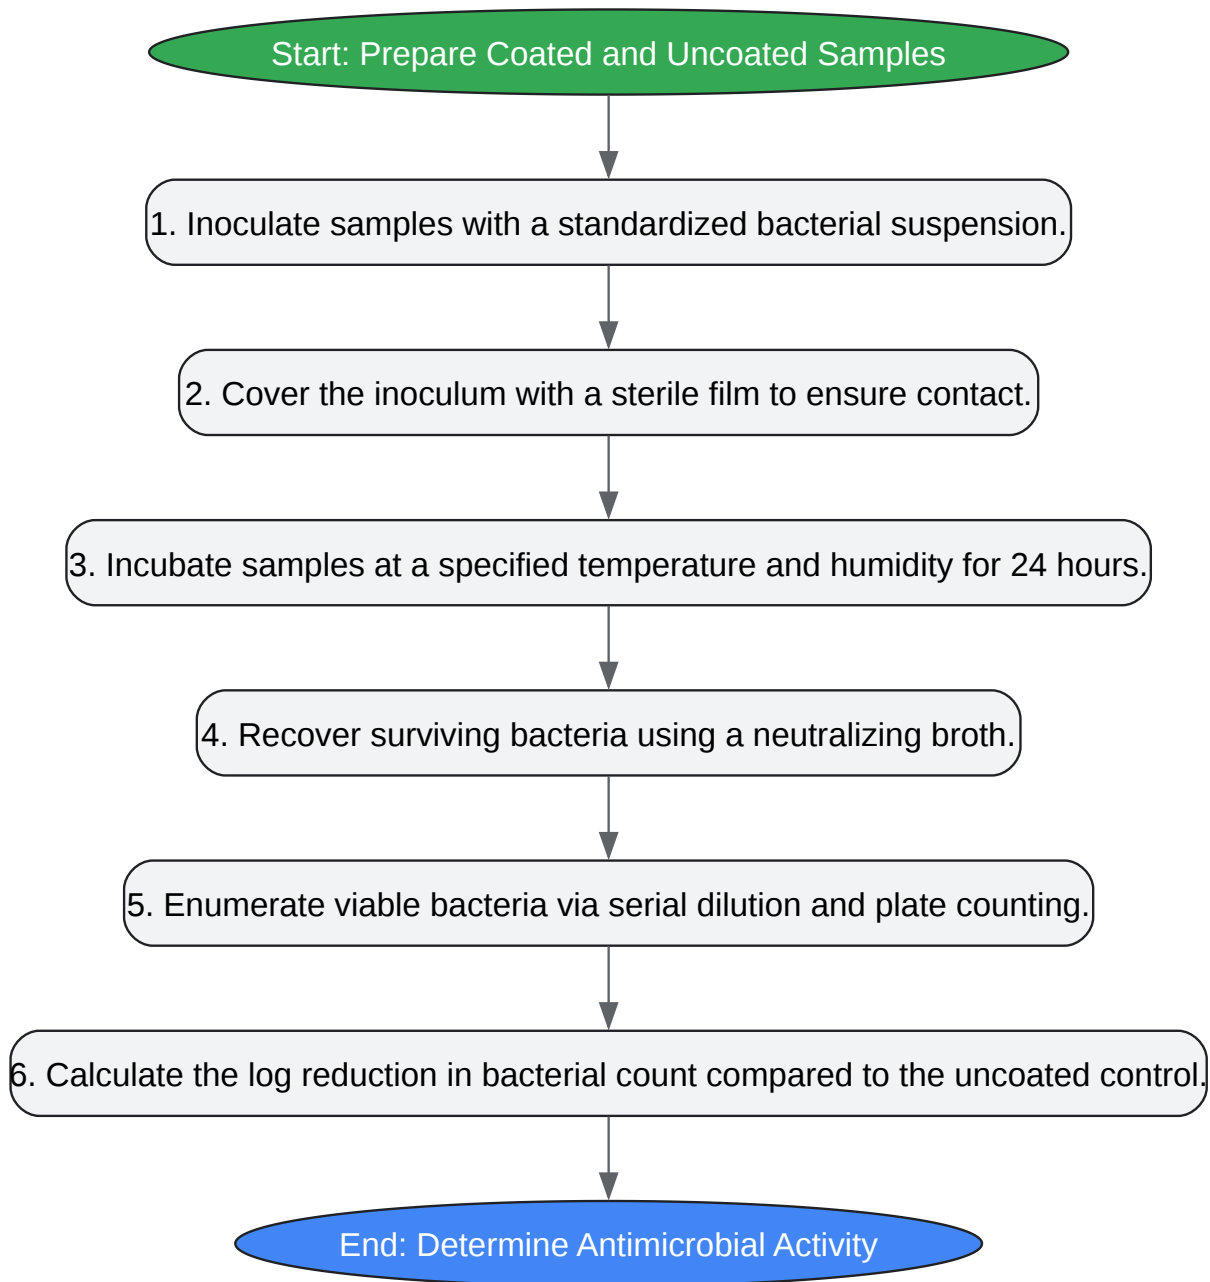 Start: Prepare Coated and Uncoated Samples
1. Inoculate samples with a standardized bacterial suspension.
2. Cover the inoculum with a sterile film to ensure contact.
3. Incubate samples at a specified temperature and humidity for 24 hours.
4. Recover surviving bacteria using a neutralizing broth.
5. Enumerate viable bacteria via serial dilution and plate counting.
6. Calculate the log reduction in bacterial count compared to the uncoated control.
End: Determine Antimicrobial Activity